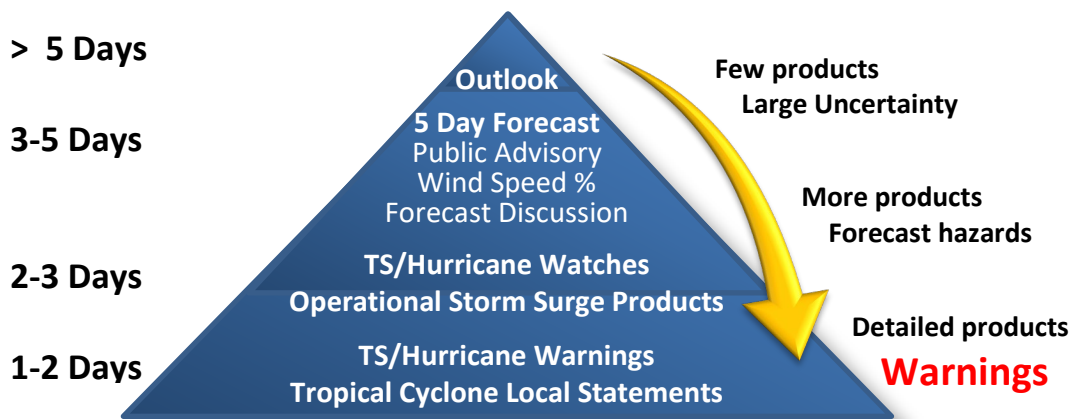 > 5 Days
Outlook
Few products
Large Uncertainty
3-5 Days
5 Day Forecast
Public Advisory
Wind Speed %
Forecast Discussion
More products
Forecast hazards
2-3 Days
TS/Hurricane Watches
Operational Storm Surge Products
1-2 Days
TS/Hurricane Warnings
Tropical Cyclone Local Statements
Detailed products
Warnings